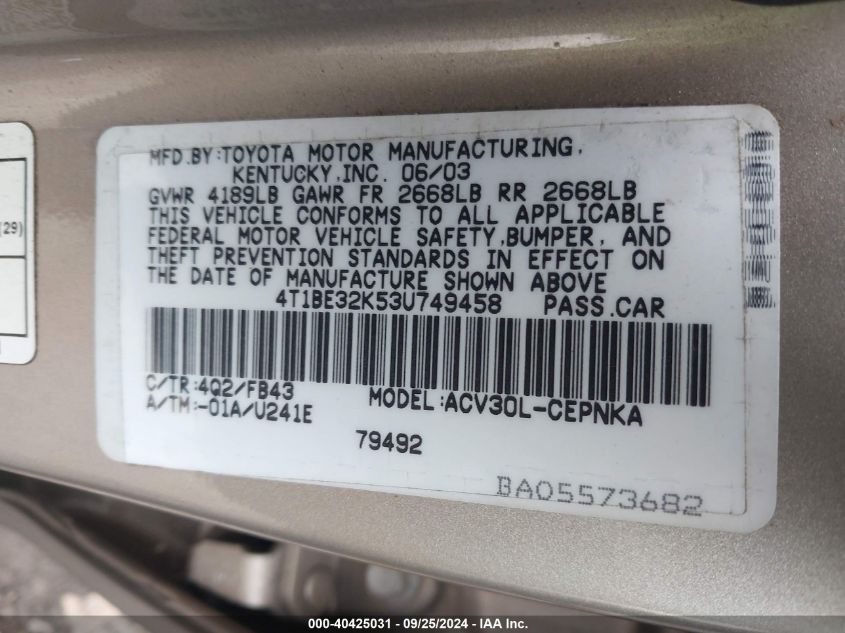 MFD.BY:TOYOTA MOTOR MANUFACTURING,
KENTUCKY,INC. 06/03
GVWR 4189LB GAWR FR 2668LB RR 2668LB
THIS VEHICLE CONFORMS TO ALL APPLICABLE
FEDERAL MOTOR VEHICLE SAFETY,BUMPER, AND
THEFT PREVENTION STANDARDS IN EFFECT ON
THE DATE OF MANUFACTURE SHOWN ABOVE
4T1BE32K53U749458 PASS.CAR
C/TR:4Q2/FB43
A/TM:-01A/U241E
MODEL:ACV30L-CEPNKA
79492
BA05573682
(29)
000-40425031 - 09/25/2024 - IAA Inc.